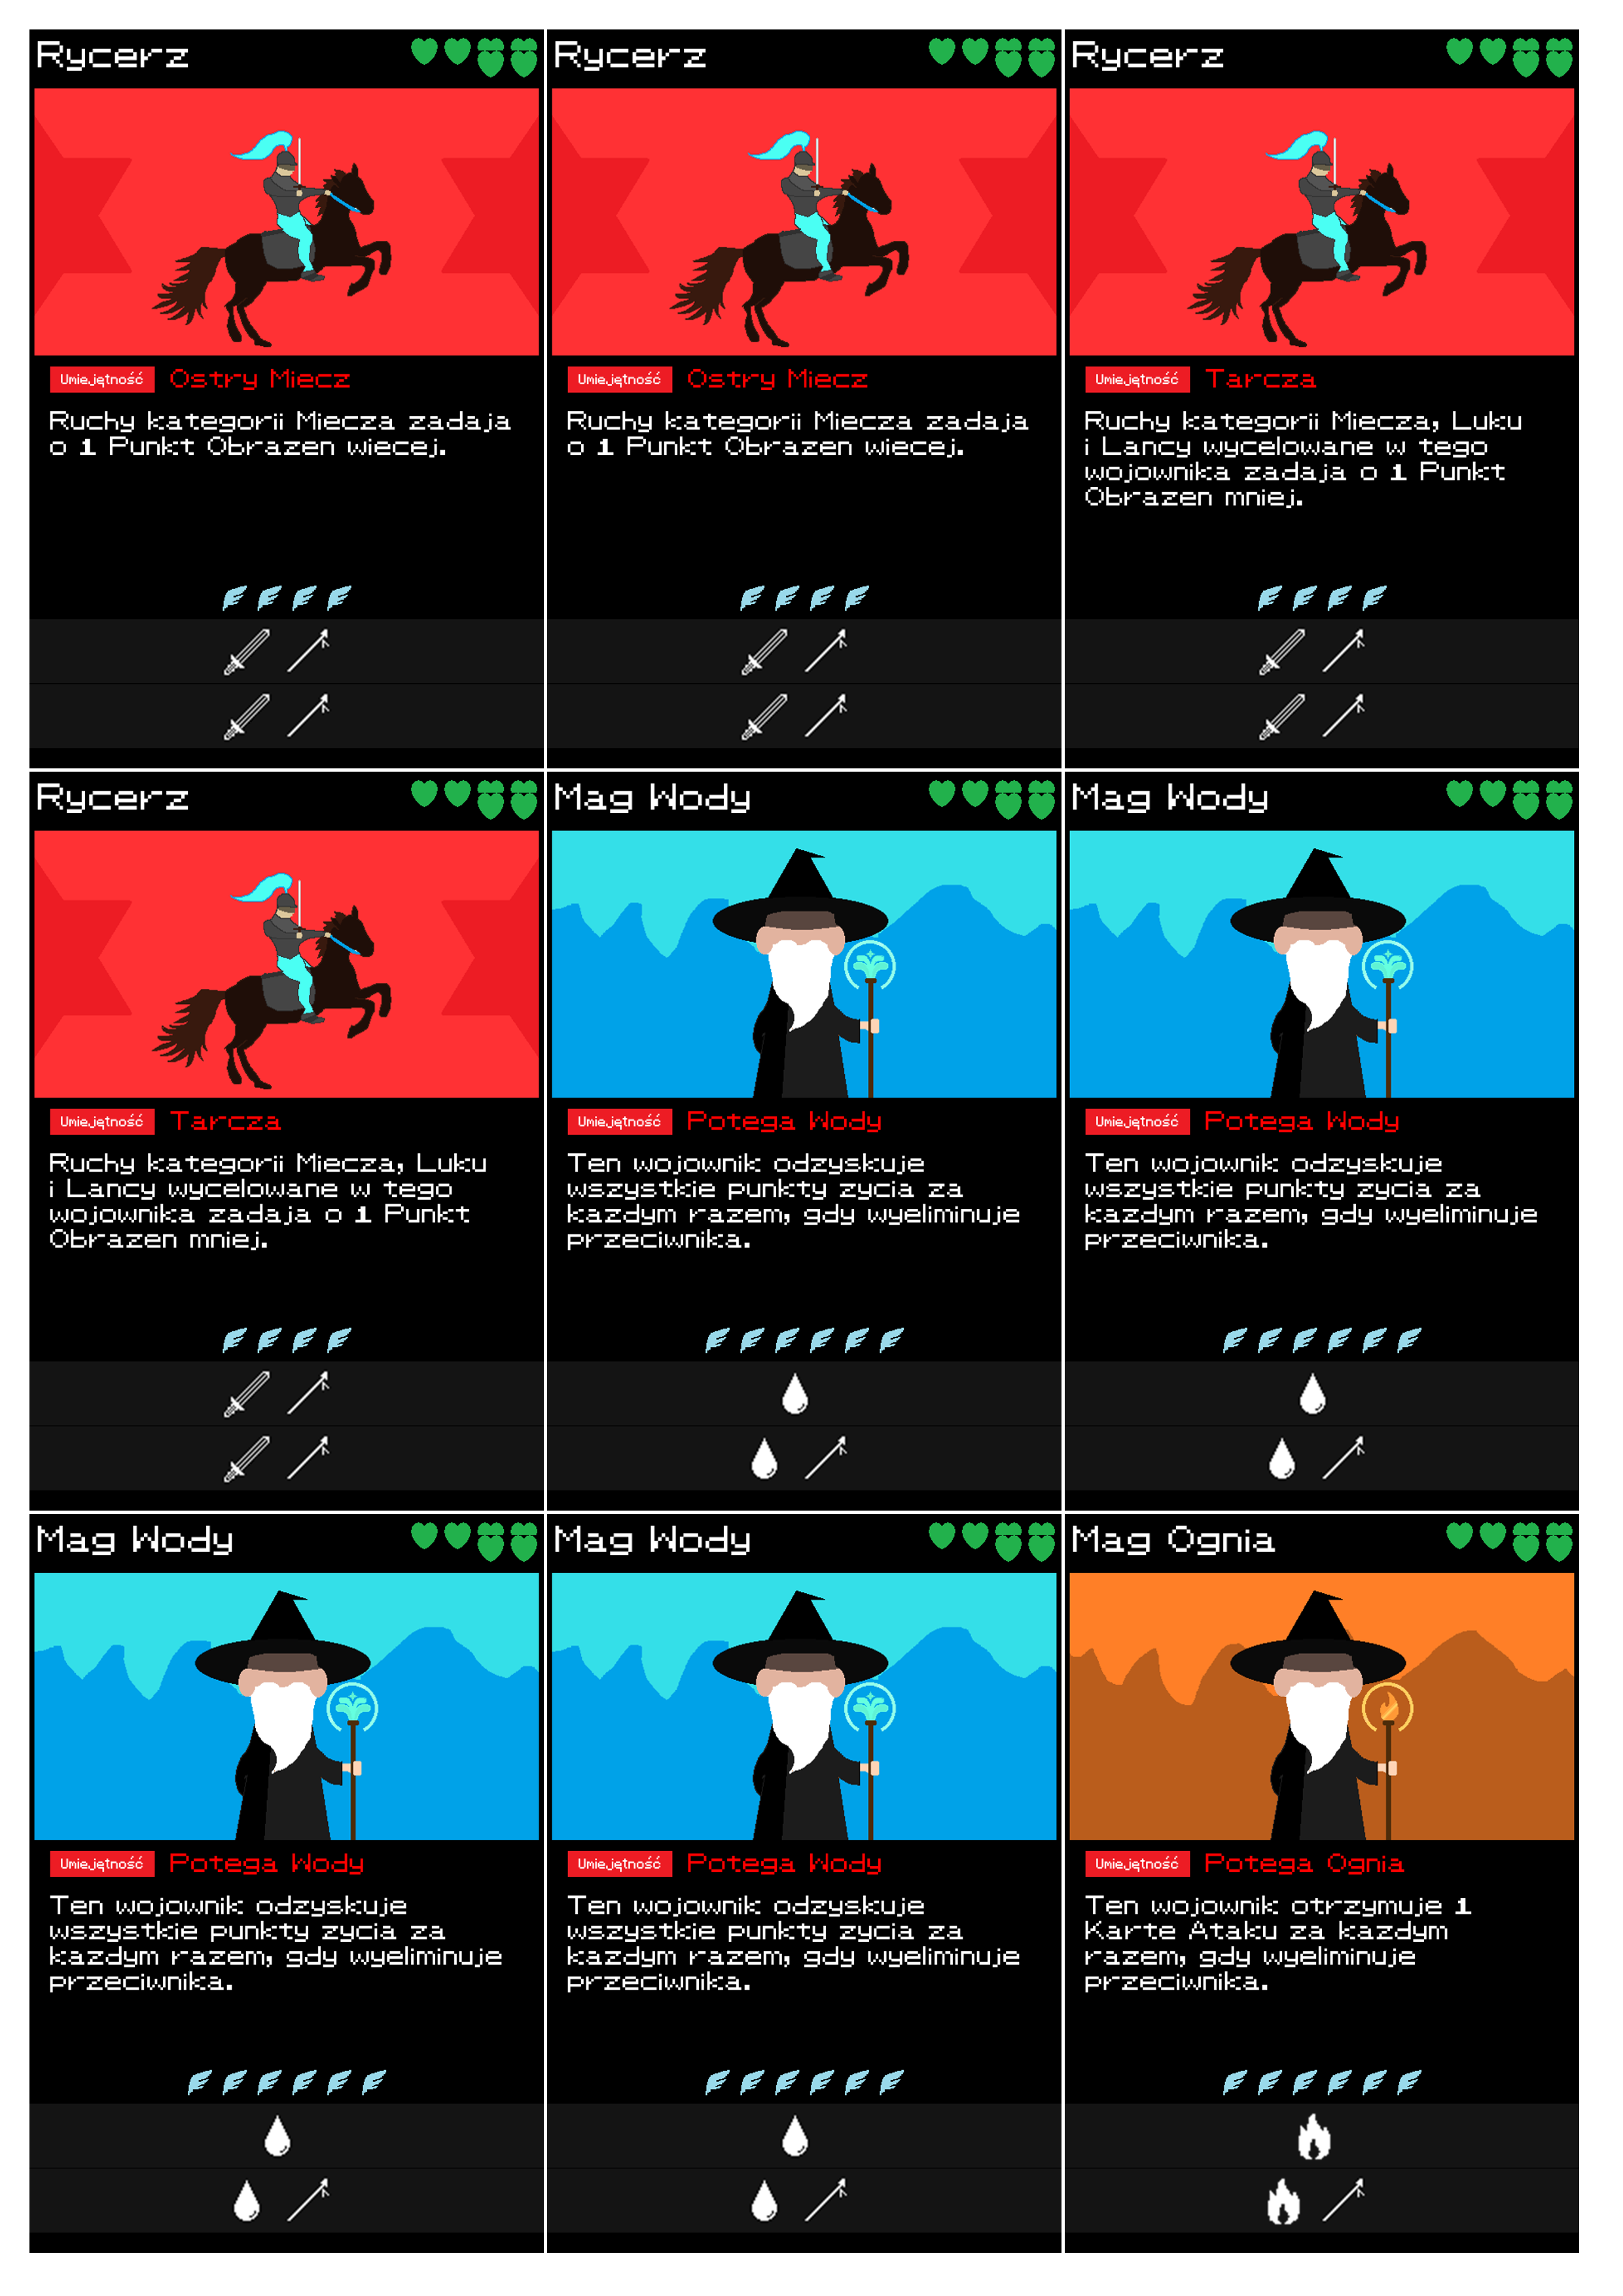 Rycerz
Umiejętność Ostry Miecz
Ruchy kategorii Miecza zadaja
o 1 Punkt Obrazen wiecej.
Rycerz
Umiejętność Ostry Miecz
Ruchy kategorii Miecza zadaja
o 1 Punkt Obrazen wiecej.
Rycerz
Umiejętność Tarcza
Ruchy kategorii Miecza, Luku
i Lancy wycelowane w tego
wojownika zadaja o 1 Punkt
Obrazen mniej.
Rycerz
Umiejętność Tarcza
Ruchy kategorii Miecza, Luku
i Lancy wycelowane w tego
wojownika zadaja o 1 Punkt
Obrazen mniej.
Mag Wody
Umiejętność Potega Wody
Ten wojownik odzyskuje
wszystkie punkty zycia za
kazdym razem, gdy wyeliminuje
przeciwnika.
Mag Wody
Umiejętność Potega Wody
Ten wojownik odzyskuje
wszystkie punkty zycia za
kazdym razem, gdy wyeliminuje
przeciwnika.
Mag Wody
Umiejętność Potega Wody
Ten wojownik odzyskuje
wszystkie punkty zycia za
kazdym razem, gdy wyeliminuje
przeciwnika.
Mag Wody
Umiejętność Potega Wody
Ten wojownik odzyskuje
wszystkie punkty zycia za
kazdym razem, gdy wyeliminuje
przeciwnika.
Mag Ognia
Umiejętność Potega Ognia
Ten wojownik otrzymuje 1
Karte Ataku za kazdym
razem, gdy wyeliminuje
przeciwnika.